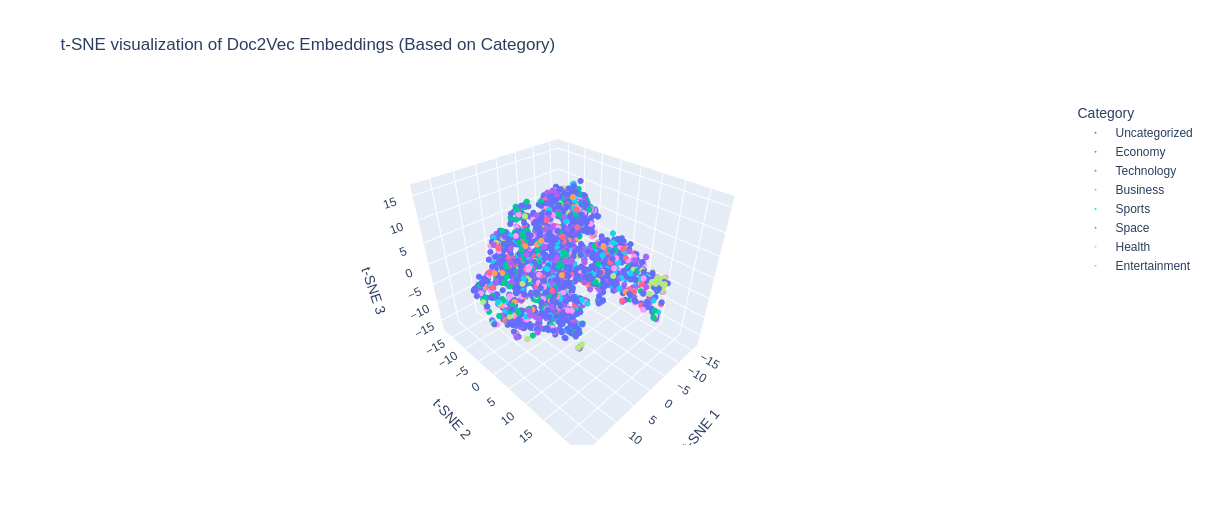 t-SNE visualization of Doc2Vec Embeddings (Based on Category)
Category
Uncategorized
Economy
Technology
Business
Sports
Space
Health
Entertainment
15
10
5
0
−5
−10
−15
t-SNE 3
−15
−10
−5
0
5
10
15
t-SNE 2
−15
−10
−5
0
5
10
-SNE 1